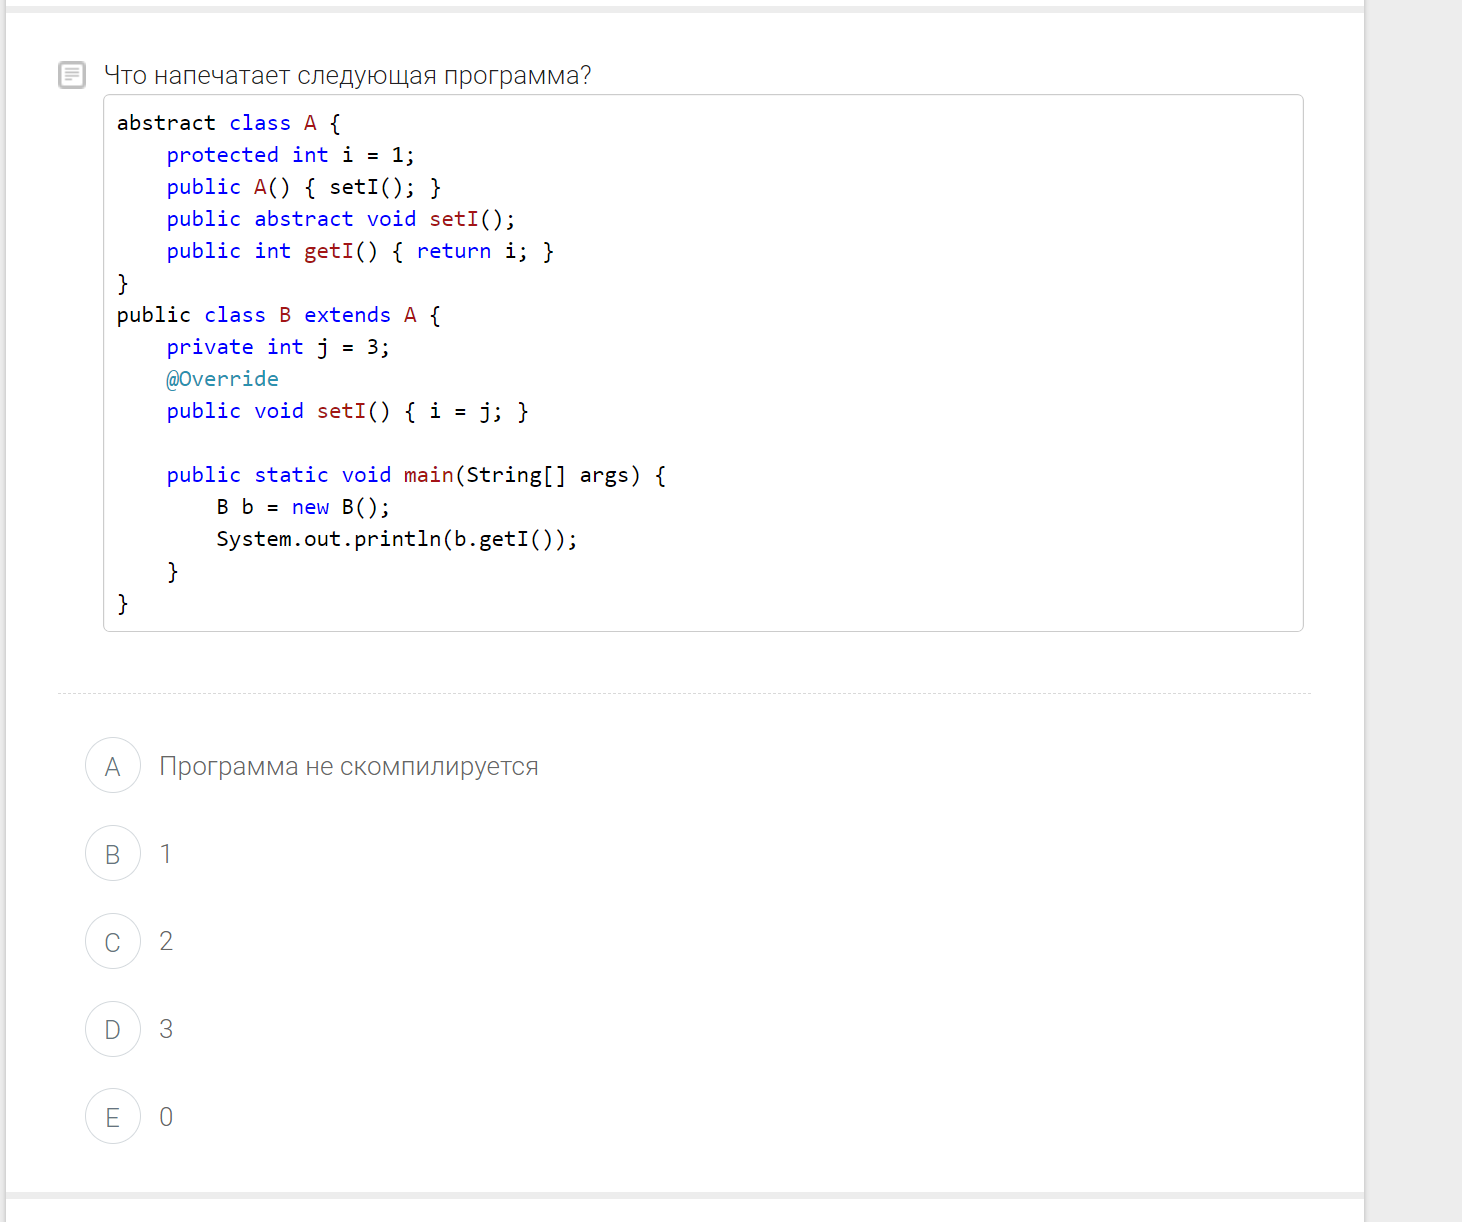 Что напечатает следующая программа?
abstract class A {
    protected int i = 1;
    public A() { setI(); }
    public abstract void setI();
    public int getI() { return i; }
}
public class B extends A {
    private int j = 3;
    @Override
    public void setI() { i = j; }
    public static void main(String[] args) {
        B b = new B();
        System.out.println(b.getI());
    }
}
A Программа не скомпилируется
B 1
C 2
D 3
E 0